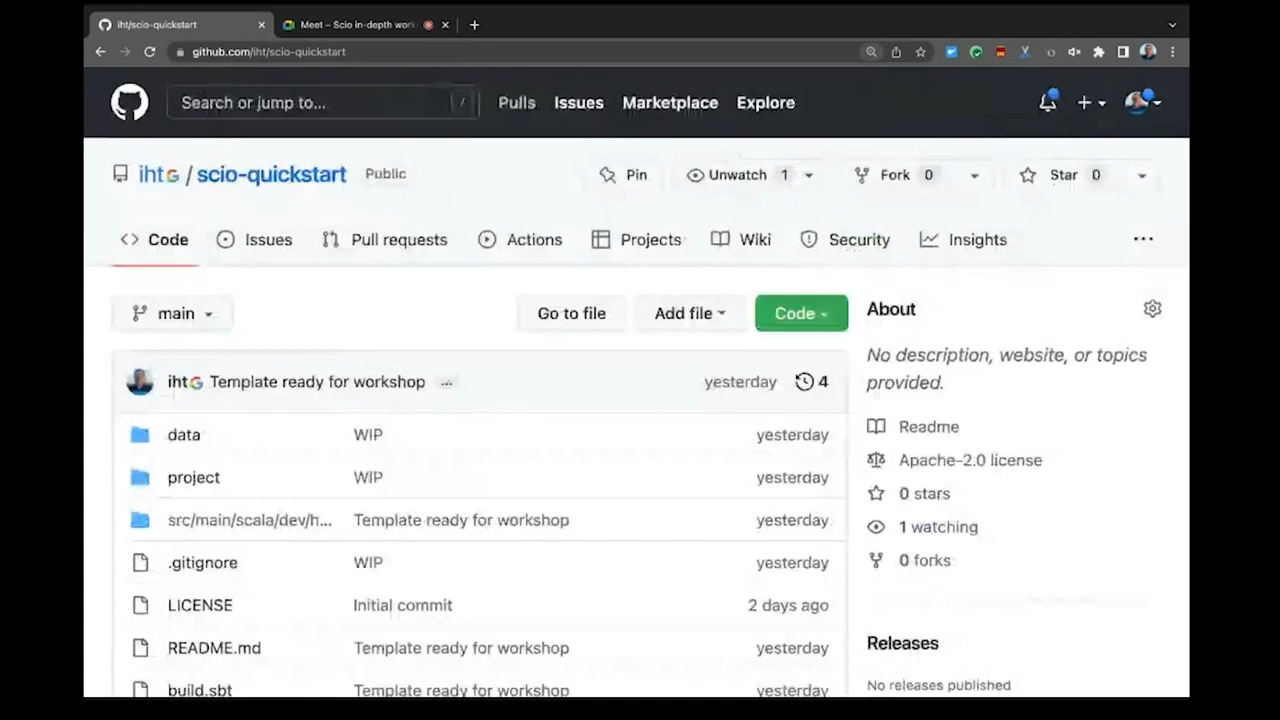 iht/scio-quickstart
Meet – Scio in-depth work
github.com/iht/scio-quickstart
Search or jump to... /
Pulls Issues Marketplace Explore
iht / scio-quickstart Public
Pin
Unwatch 1
Fork 0
Star 0
Code Issues Pull requests Actions Projects Wiki Security Insights
main
Go to file
Add file
Code
iht Template ready for workshop ... yesterday 4
data WIP yesterday
project WIP yesterday
src/main/scala/dev/h... Template ready for workshop yesterday
.gitignore WIP yesterday
LICENSE Initial commit 2 days ago
README.md Template ready for workshop yesterday
build.sbt Template ready for workshop yesterday
About
No description, website, or topics
provided.
Readme
Apache-2.0 license
0 stars
1 watching
0 forks
Releases
No releases published